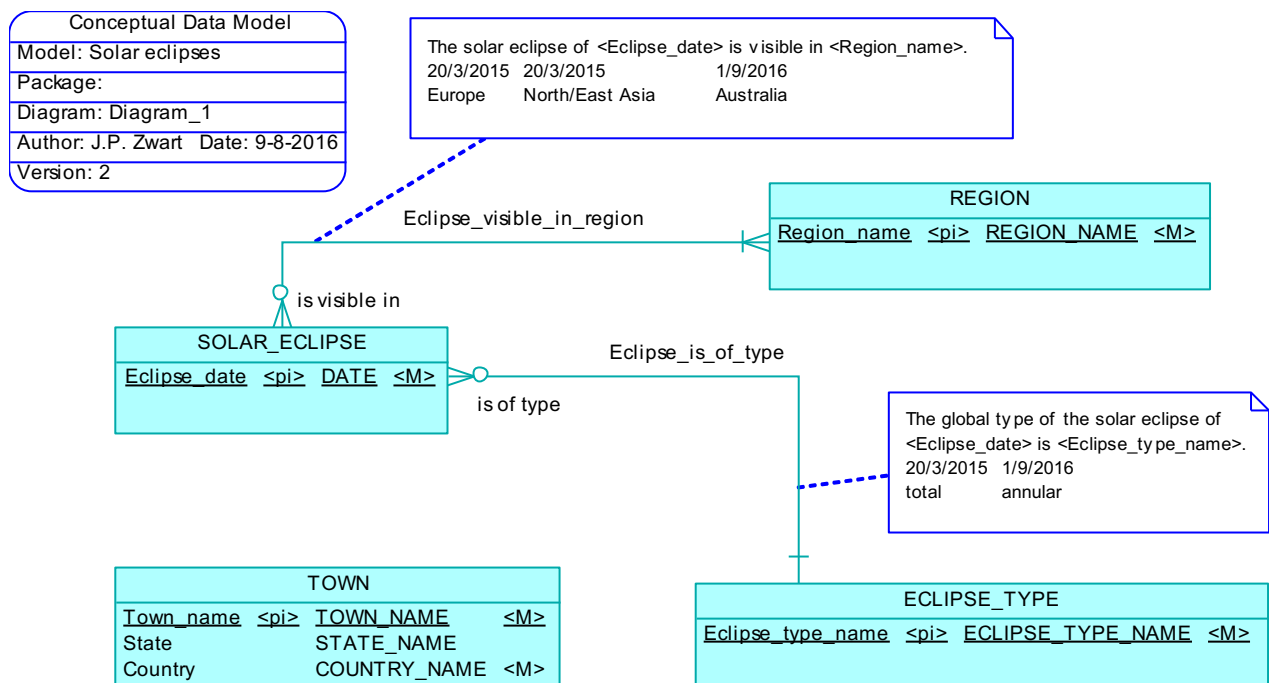 Conceptual Data Model
Model: Solar eclipses
Package:
Diagram: Diagram_1
Author: J.P. Zwart Date: 9-8-2016
Version: 2
The solar eclipse of <Eclipse_date> is visible in <Region_name>.
20/3/2015 20/3/2015 1/9/2016
Europe North/East Asia Australia
Eclipse_visible_in_region
REGION
Region_name <pi> REGION_NAME <M>
is visible in
SOLAR_ECLIPSE
Eclipse_date <pi> DATE <M>
Eclipse_is_of_type
is of type
The global type of the solar eclipse of
<Eclipse_date> is <Eclipse_type_name>.
20/3/2015 1/9/2016
total annular
TOWN
Town_name <pi> TOWN_NAME <M>
State STATE_NAME
Country COUNTRY_NAME <M>
ECLIPSE_TYPE
Eclipse_type_name <pi> ECLIPSE_TYPE_NAME <M>